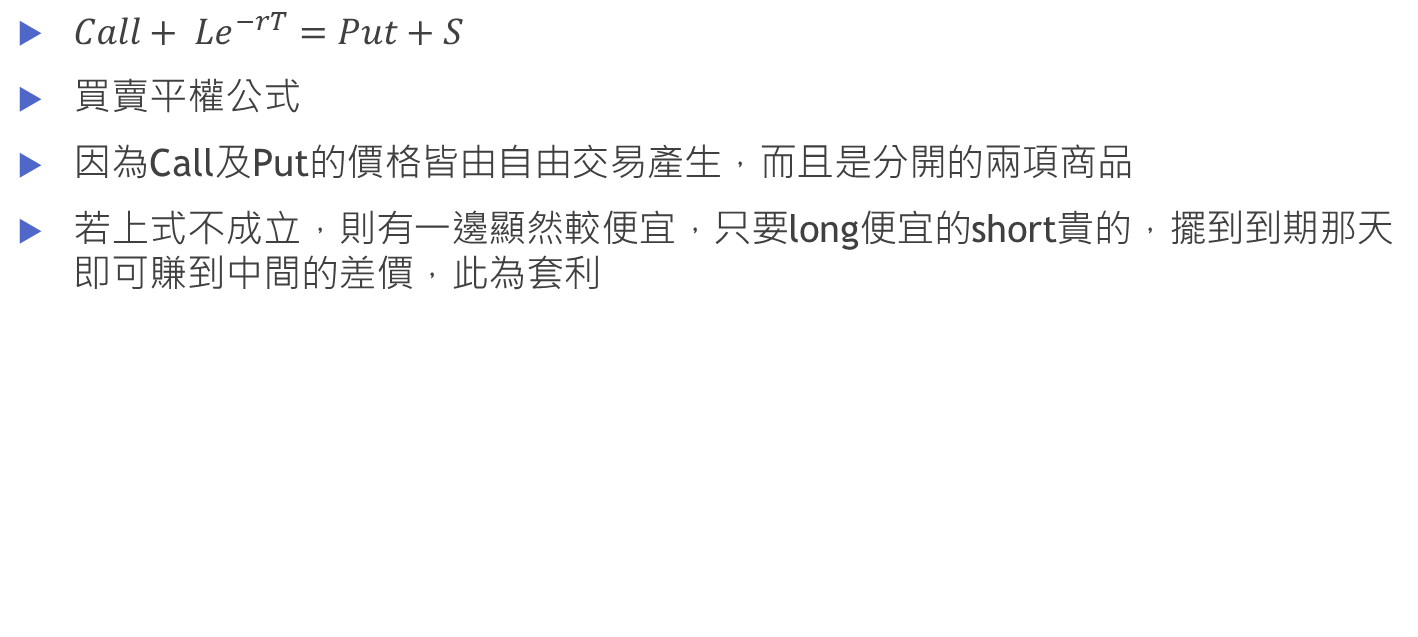 Call + Le^{-rT} = Put + S
買賣平權公式
因為Call及Put的價格皆由自由交易產生，而且是分開的兩項商品
若上式不成立，則有一邊顯然較便宜，只要long便宜的short貴的，擺到到期那天
即可賺到中間的差價，此為套利